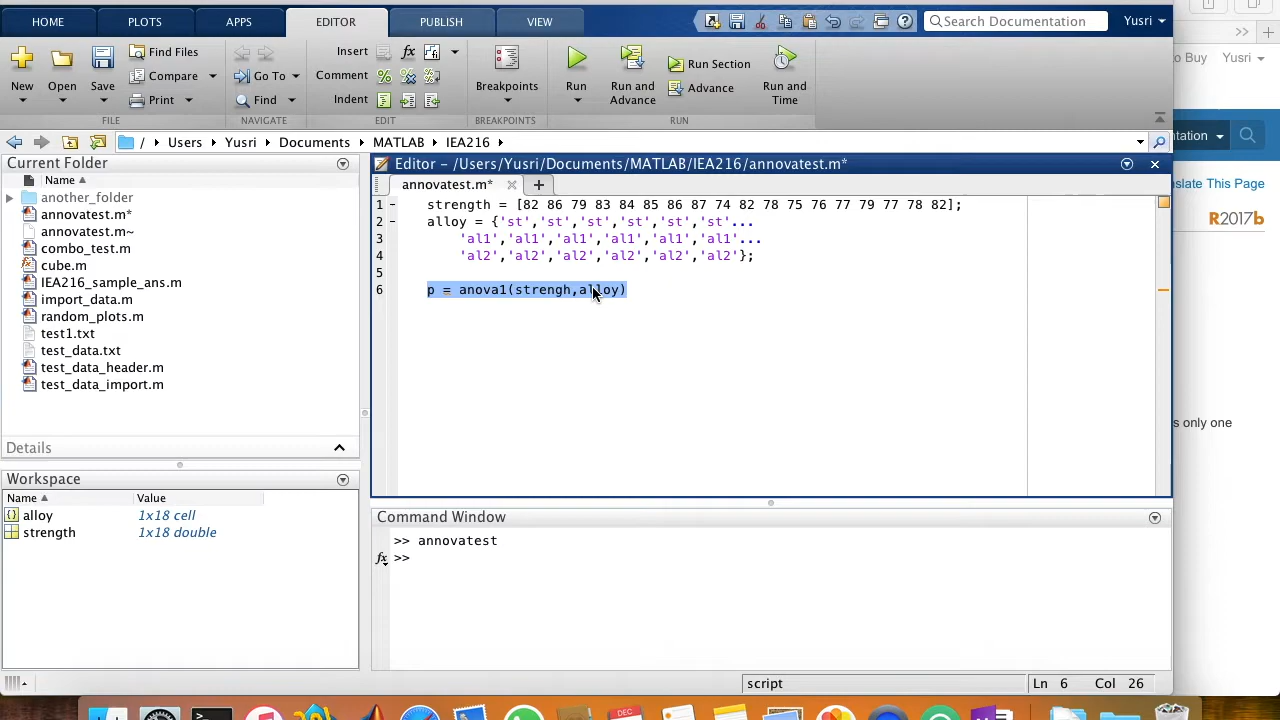 HOME PLOTS APPS EDITOR PUBLISH VIEW Search Documentation Yusri
New Open Save Find Files Compare Print Go To Find Insert Comment Indent fx Breakpoints Run Run and Advance Run Section Advance Run and Time to Buy Yusri
FILE NAVIGATE EDIT BREAKPOINTS RUN
/ Users Yusri Documents MATLAB IEA216 ntation
Current Folder
Editor – /Users/Yusri/Documents/MATLAB/IEA216/annovatest.m*
Name
annovatest.m* + nslate This Page
another_folder
annovatest.m*
annovatest.m~
combo_test.m
cube.m
IEA216_sample_ans.m
import_data.m
random_plots.m
test1.txt
test_data.txt
test_data_header.m
test_data_import.m
1 – strength = [82 86 79 83 84 85 86 87 74 82 78 75 76 77 79 77 78 82];
2 – alloy = {'st','st','st','st','st','st'...
3 'al1','al1','al1','al1','al1','al1'...
4 'al2','al2','al2','al2','al2','al2'};
5
6 p = anova1(strengh,alloy)
R2017b
s only one
Details
Workspace
Name Value
alloy 1x18 cell
strength 1x18 double
Command Window
>> annovatest
fx >>
script Ln 6 Col 26
DEC